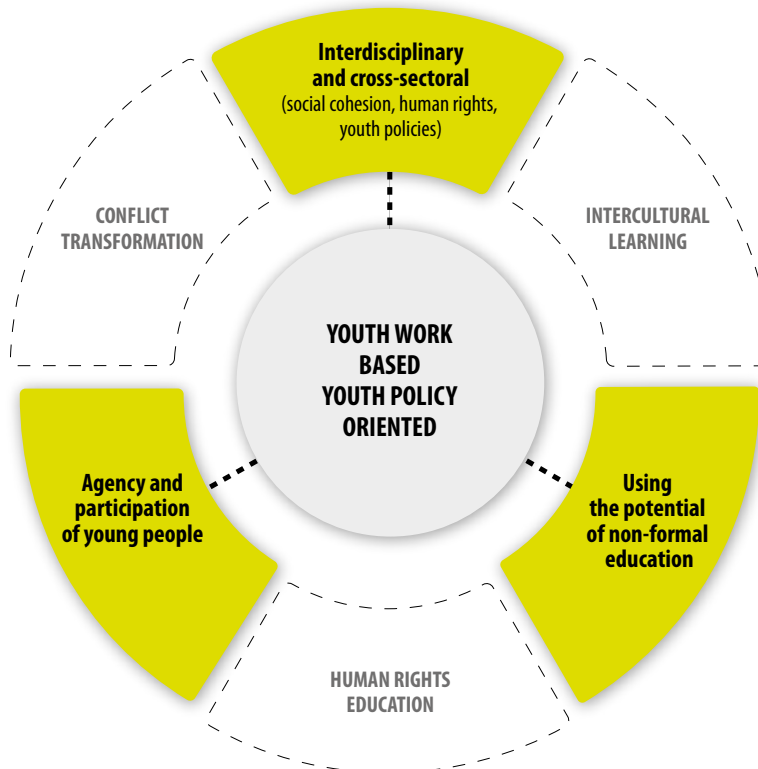 Interdisciplinary
and cross-sectoral
(social cohesion, human rights,
youth policies)
CONFLICT
TRANSFORMATION
INTERCULTURAL
LEARNING
YOUTH WORK
BASED
YOUTH POLICY
ORIENTED
Agency and
participation
of young people
Using
the potential
of non-formal
education
HUMAN RIGHTS
EDUCATION